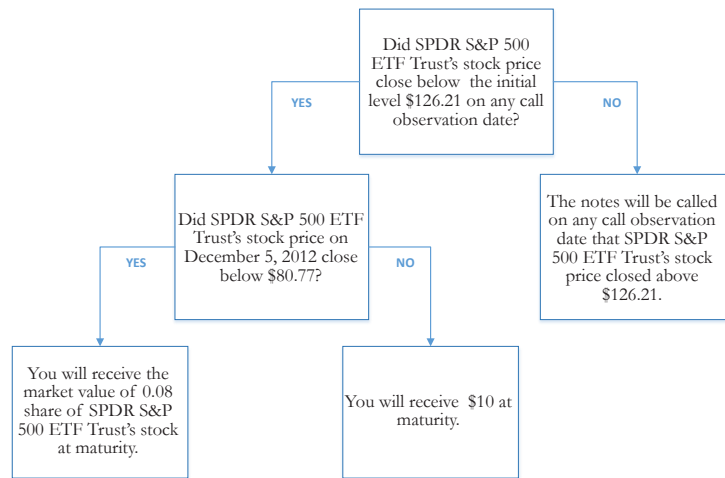 Did SPDR S&P 500
ETF Trust's stock price
close below the initial
level $126.21 on any call
observation date?
YES
NO
Did SPDR S&P 500 ETF
Trust's stock price on
December 5, 2012 close
below $80.77?
The notes will be called
on any call observation
date that SPDR S&P
500 ETF Trust's stock
price closed above
$126.21.
YES
NO
You will receive the
market value of 0.08
share of SPDR S&P
500 ETF Trust's stock
at maturity.
You will receive $10 at
maturity.